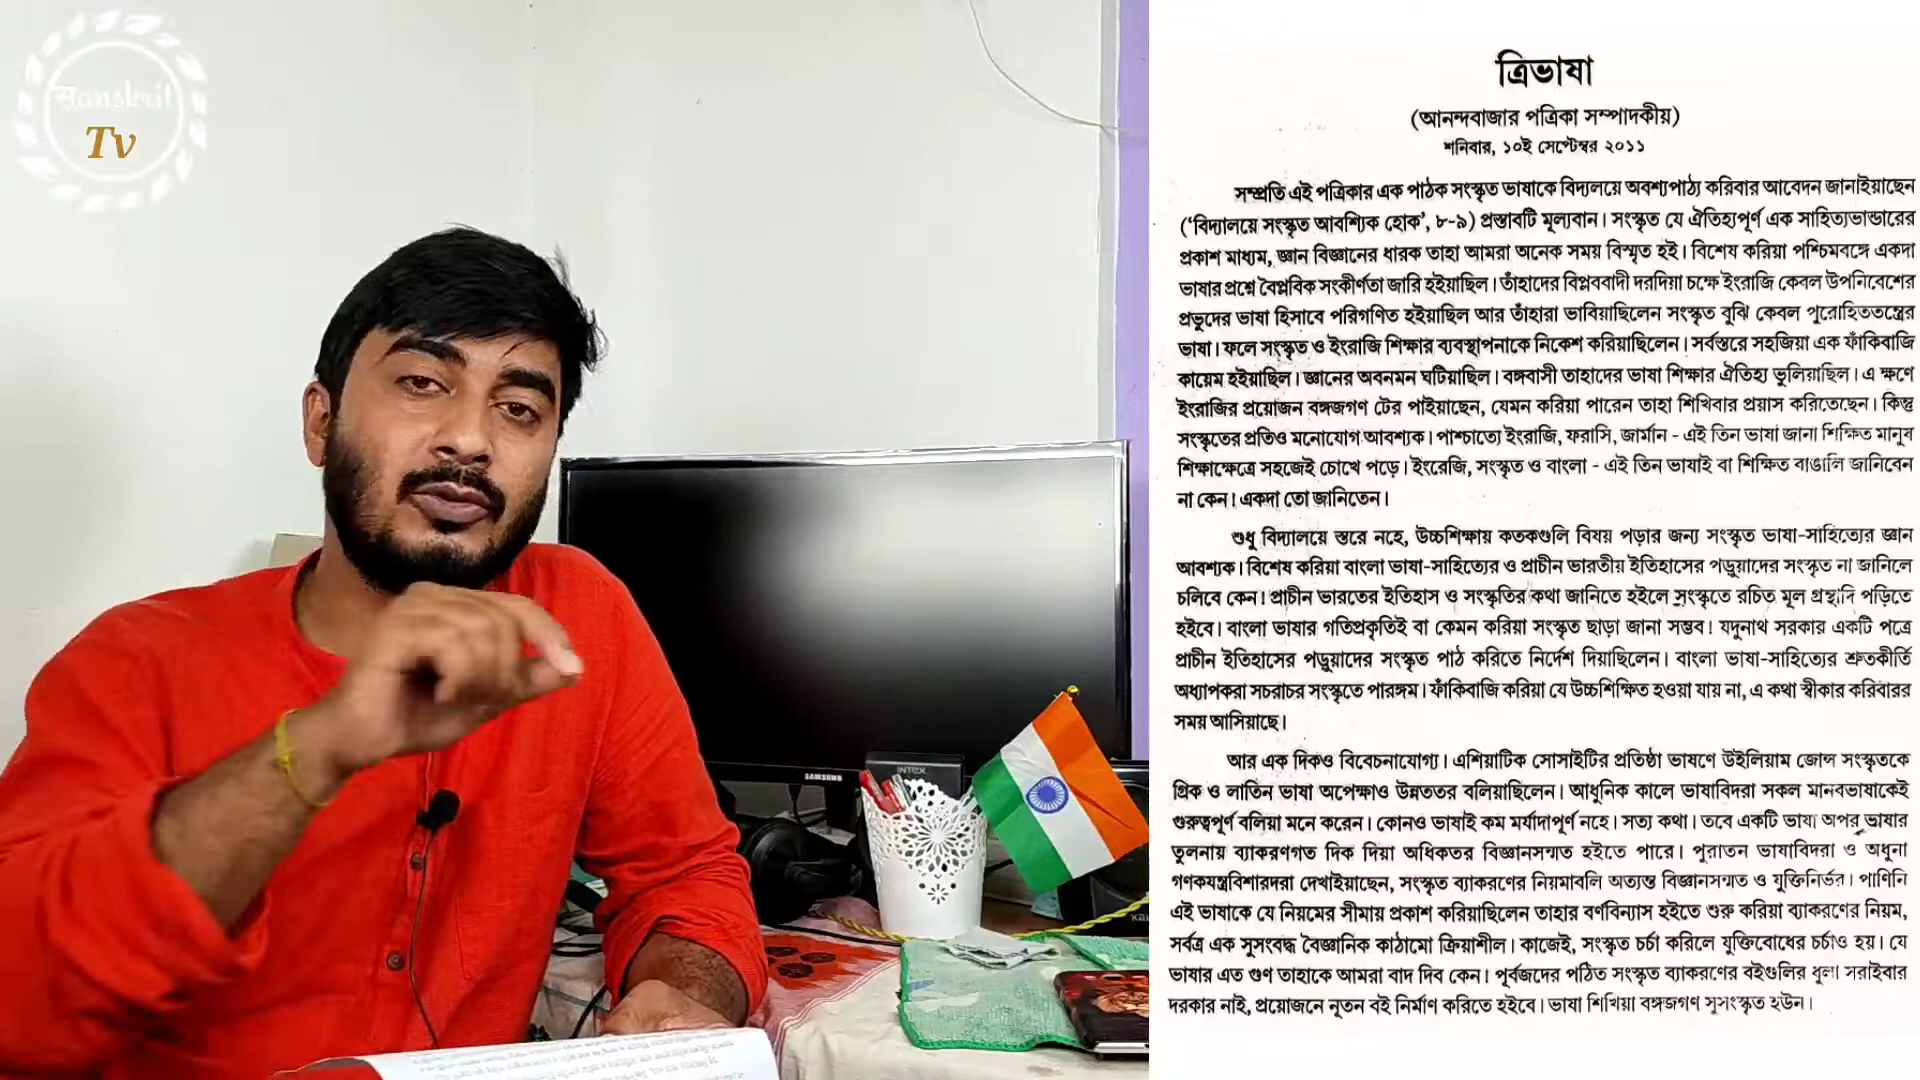 Sanskrit
Tv
SAMSUNG
INTEX
ত্রিভাষা
(আনন্দবাজার পত্রিকা সম্পাদকীয়)
শনিবার, ১০ই সেপ্টেম্বর ২০১১
সম্প্রতি এই পত্রিকার এক পাঠক সংস্কৃত ভাষাকে বিদ্যলয়ে অবশ্যপাঠ্য করিবার আবেদন জানাইয়াছেন
(‘বিদ্যালয়ে সংস্কৃত আবশ্যিক হোক’, ৮-৯) প্রস্তাবটি মূল্যবান। সংস্কৃত যে ঐতিহ্যপূর্ণ এক সাহিত্যভান্ডারের
প্রকাশ মাধ্যম, জ্ঞান বিজ্ঞানের ধারক তাহা আমরা অনেক সময় বিস্মৃত হই। বিশেষ করিয়া পশ্চিমবঙ্গে একদা
ভাষার প্রশ্নে বৈপ্লবিক সংকীর্ণতা জারি হইয়াছিল। তাঁহাদের বিপ্লববাদী দরদিয়া চক্ষে ইংরাজি কেবল উপনিবেশের
প্রভুদের ভাষা হিসাবে পরিগণিত হইয়াছিল আর তাঁহারা ভাবিয়াছিলেন সংস্কৃত বুঝি কেবল পুরোহিততন্ত্রের
ভাষা। ফলে সংস্কৃত ও ইংরাজি শিক্ষার ব্যবস্থাপনাকে নিকেশ করিয়াছিলেন। সর্বস্তরে সহজিয়া এক ফাঁকিবাজি
কায়েম হইয়াছিল। জ্ঞানের অবনমন ঘটিয়াছিল। বঙ্গবাসী তাহাদের ভাষা শিক্ষার ঐতিহ্য ভুলিয়াছিল। এ ক্ষণে
ইংরাজির প্রয়োজন বঙ্গজগণ টের পাইয়াছেন, যেমন করিয়া পারেন তাহা শিখিবার প্রয়াস করিতেছেন। কিন্তু
সংস্কৃতের প্রতিও মনোযোগ আবশ্যক। পাশ্চাত্যে ইংরাজি, ফরাসি, জার্মান - এই তিন ভাষা জানা শিক্ষিত মানুষ
শিক্ষাক্ষেত্রে সহজেই চোখে পড়ে। ইংরেজি, সংস্কৃত ও বাংলা - এই তিন ভাষাই বা শিক্ষিত বাঙালি জানিবেন
না কেন! একদা তো জানিতেন।
শুধু বিদ্যালয়ে স্তরে নহে, উচ্চশিক্ষায় কতকগুলি বিষয় পড়ার জন্য সংস্কৃত ভাষা-সাহিত্যের জ্ঞান
আবশ্যক। বিশেষ করিয়া বাংলা ভাষা-সাহিত্যের ও প্রাচীন ভারতীয় ইতিহাসের পড়ুয়াদের সংস্কৃত না জানিলে
চলিবে কেন! প্রাচীন ভারতের ইতিহাস ও সংস্কৃতির কথা জানিতে হইলে সংস্কৃতে রচিত মূল গ্রন্থাদি পড়িতে
হইবে। বাংলা ভাষার গতিপ্রকৃতিই বা কেমন করিয়া সংস্কৃত ছাড়া জানা সম্ভব! যদুনাথ সরকার একটি পত্রে
প্রাচীন ইতিহাসের পড়ুয়াদের সংস্কৃত পাঠ করিতে নির্দেশ দিয়াছিলেন। বাংলা ভাষা-সাহিত্যের শ্রুতকীর্তি
অধ্যাপকরা সচরাচর সংস্কৃতে পারঙ্গম। ফাঁকিবাজি করিয়া যে উচ্চশিক্ষিত হওয়া যায় না, এ কথা স্বীকার করিবারর
সময় আসিয়াছে।
আর এক দিকও বিবেচনাযোগ্য। এশিয়াটিক সোসাইটির প্রতিষ্ঠা ভাষণে উইলিয়াম জোন্স সংস্কৃতকে
গ্রিক ও লাতিন ভাষা অপেক্ষাও উন্নততর বলিয়াছিলেন। আধুনিক কালে ভাষাবিদরা সকল মানবভাষাকেই
গুরুত্বপূর্ণ বলিয়া মনে করেন। কোনও ভাষাই কম মর্যাদাপূর্ণ নহে। সত্য কথা। তবে একটি ভাষা অপর ভাষার
তুলনায় ব্যাকরণগত দিক দিয়া অধিকতর বিজ্ঞানসম্মত হইতে পারে। পুরাতন ভাষাবিদরা ও অধুনা
গণকযন্ত্রবিশারদরা দেখাইয়াছেন, সংস্কৃত ব্যাকরণের নিয়মাবলি অত্যন্ত বিজ্ঞানসম্মত ও যুক্তিনির্ভর। পাণিনি
এই ভাষাকে যে নিয়মের সীমায় প্রকাশ করিয়াছিলেন তাহার বর্ণবিন্যাস হইতে শুরু করিয়া ব্যাকরণের নিয়ম,
সর্বত্র এক সুসংবদ্ধ বৈজ্ঞানিক কাঠামো ক্রিয়াশীল। কাজেই, সংস্কৃত চর্চা করিলে যুক্তিবোধের চর্চাও হয়। যে
ভাষার এত গুণ তাহাকে আমরা বাদ দিব কেন। পূর্বজদের পঠিত সংস্কৃত ব্যাকরণের বইগুলির ধুলা সরাইবার
দরকার নাই, প্রয়োজনে নূতন বই নির্মাণ করিতে হইবে। ভাষা শিখিয়া বঙ্গজগণ সুসংস্কৃত হউন।